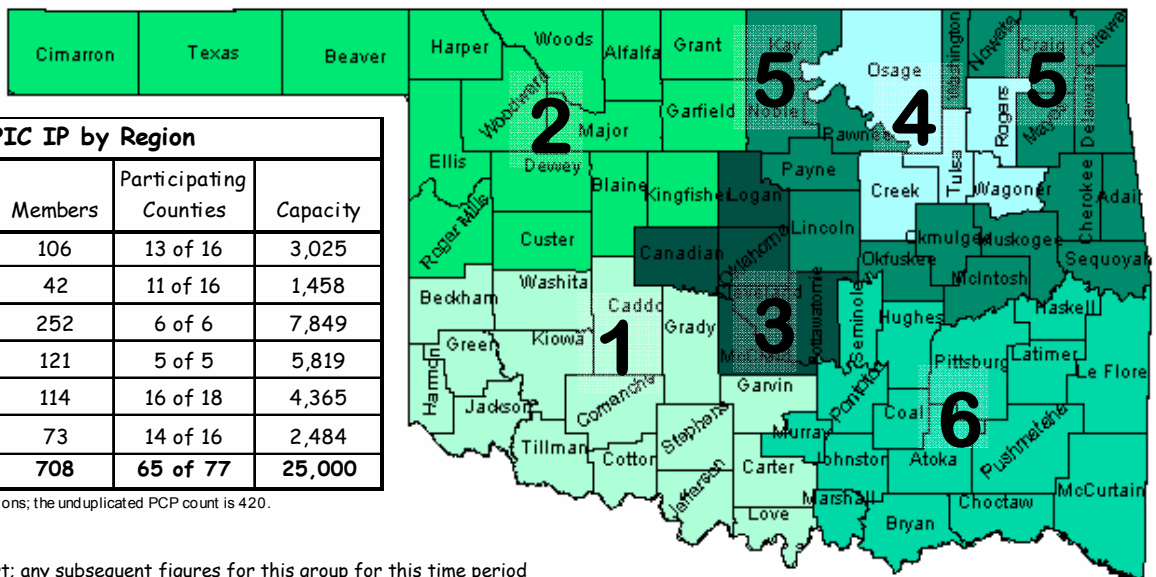 Cimarron Texas Beaver Harper Woods Alfalfa Grant Kay Osage Washington Nowata Craig Ottawa
5 5
Woodward 2 Major Garfield Noble Pawnee 4 Rogers Mayes Delaware
PIC IP by Region
Members Participating Counties Capacity
106 13 of 16 3,025
42 11 of 16 1,458
252 6 of 6 7,849
121 5 of 5 5,819
114 16 of 18 4,365
73 14 of 16 2,484
708 65 of 77 25,000
ons; the unduplicated PCP count is 420.
Ellis Dewey Blaine Kingfisher Logan Payne Creek Tulsa Wagoner Cherokee Adair
Roger Mills Custer Canadian Oklahoma Lincoln Okmulgee Muskogee
Okfuskee McIntosh Sequoyah
Beckham Washita Caddo Grady 3 Pottawatomie Seminole Hughes Haskell
Harmon Greer Kiowa 1 McClain Pittsburg Latimer Le Flore
Jackson Comanche Garvin Pontotoc Coal 6 Pushmataha
Tillman Cotton Stephens Murray Johnston Atoka
Jefferson Carter Marshall Choctaw McCurtain
Love Bryan
rt; any subsequent figures for this group for this time period